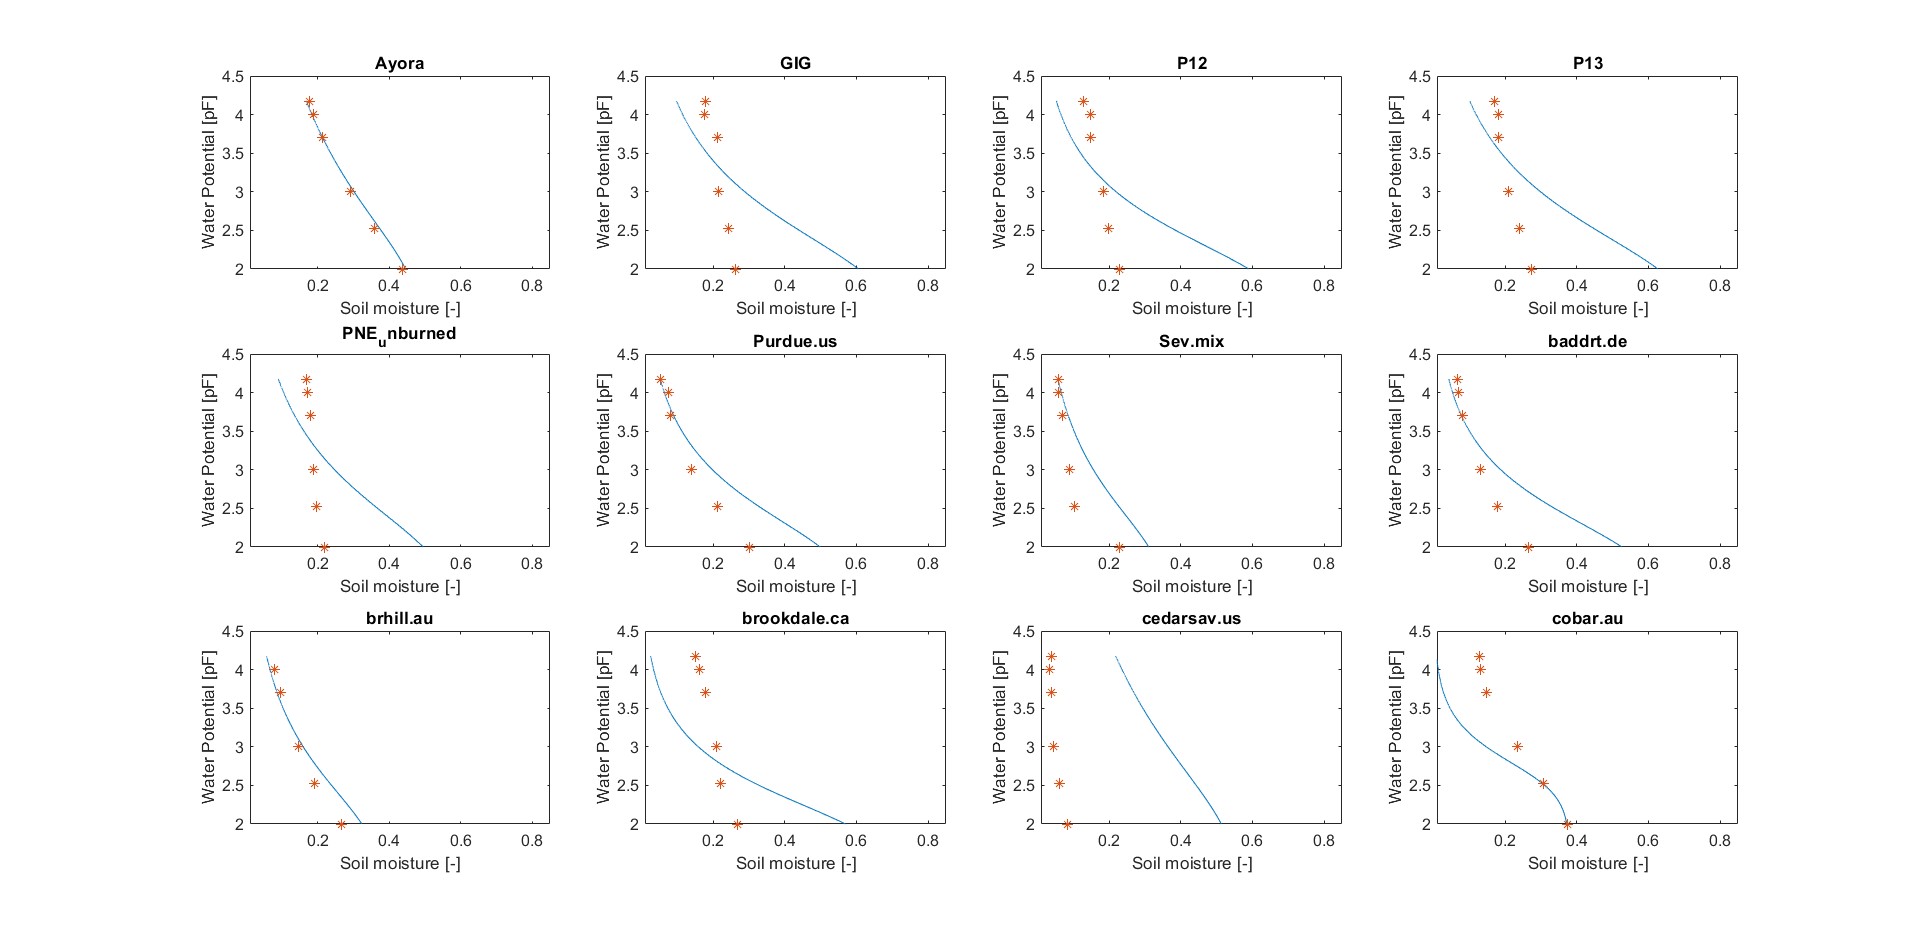 Ayora
4.5
4
3.5
3
2.5
2
Water Potential [pF]
0.2 0.4 0.6 0.8
Soil moisture [-]
GIG
4.5
4
3.5
3
2.5
2
Water Potential [pF]
0.2 0.4 0.6 0.8
Soil moisture [-]
P12
4.5
4
3.5
3
2.5
2
Water Potential [pF]
0.2 0.4 0.6 0.8
Soil moisture [-]
P13
4.5
4
3.5
3
2.5
2
Water Potential [pF]
0.2 0.4 0.6 0.8
Soil moisture [-]
PNEunburned
4.5
4
3.5
3
2.5
2
Water Potential [pF]
0.2 0.4 0.6 0.8
Soil moisture [-]
Purdue.us
4.5
4
3.5
3
2.5
2
Water Potential [pF]
0.2 0.4 0.6 0.8
Soil moisture [-]
Sev.mix
4.5
4
3.5
3
2.5
2
Water Potential [pF]
0.2 0.4 0.6 0.8
Soil moisture [-]
baddrt.de
4.5
4
3.5
3
2.5
2
Water Potential [pF]
0.2 0.4 0.6 0.8
Soil moisture [-]
brhill.au
4.5
4
3.5
3
2.5
2
Water Potential [pF]
0.2 0.4 0.6 0.8
Soil moisture [-]
brookdale.ca
4.5
4
3.5
3
2.5
2
Water Potential [pF]
0.2 0.4 0.6 0.8
Soil moisture [-]
cedarsav.us
4.5
4
3.5
3
2.5
2
Water Potential [pF]
0.2 0.4 0.6 0.8
Soil moisture [-]
cobar.au
4.5
4
3.5
3
2.5
2
Water Potential [pF]
0.2 0.4 0.6 0.8
Soil moisture [-]